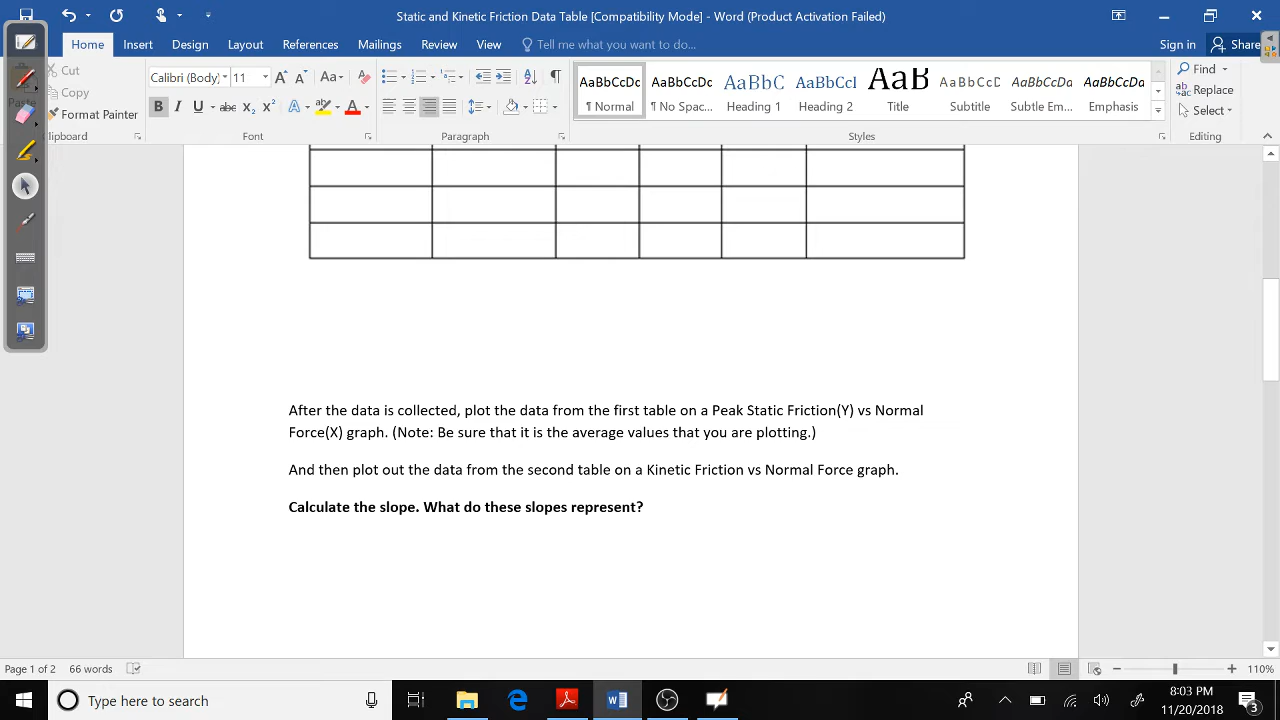 Static and Kinetic Friction Data Table [Compatibility Mode] - Word (Product Activation Failed)
Home Insert Design Layout References Mailings Review View Tell me what you want to do... Sign in Share
Cut
Copy
Paste
Format Painter
lipboard
Calibri (Body) 11
Font
Paragraph
AaBbCcDc AaBbCcDc AaBbC AaBbCcI AaB AaBbCcD AaBbCcDa AaBbCcDa
¶ Normal ¶ No Spac... Heading 1 Heading 2 Title Subtitle Subtle Em... Emphasis
Styles
Find
Replace
Select
Editing
After the data is collected, plot the data from the first table on a Peak Static Friction(Y) vs Normal
Force(X) graph. (Note: Be sure that it is the average values that you are plotting.)
And then plot out the data from the second table on a Kinetic Friction vs Normal Force graph.
Calculate the slope. What do these slopes represent?
Page 1 of 2 66 words 110%
Type here to search
8:03 PM
11/20/2018
3